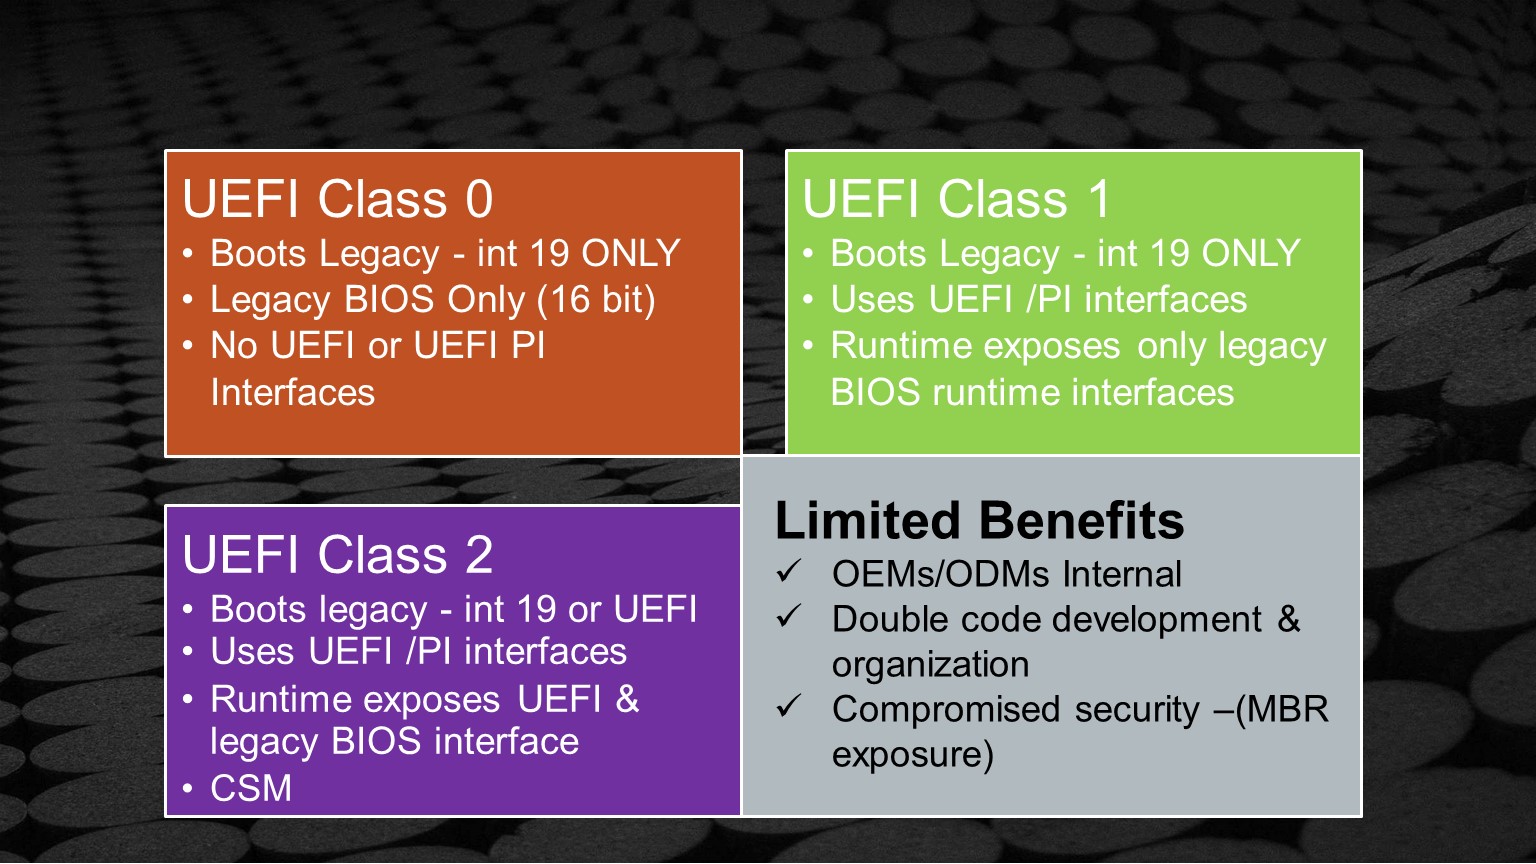 UEFI Class 0
• Boots Legacy - int 19 ONLY
• Legacy BIOS Only (16 bit)
• No UEFI or UEFI PI
Interfaces
UEFI Class 1
• Boots Legacy - int 19 ONLY
• Uses UEFI /PI interfaces
• Runtime exposes only legacy
BIOS runtime interfaces
UEFI Class 2
• Boots legacy - int 19 or UEFI
• Uses UEFI /PI interfaces
• Runtime exposes UEFI &
legacy BIOS interface
• CSM
Limited Benefits
✓ OEMs/ODMs Internal
✓ Double code development &
organization
✓ Compromised security –(MBR
exposure)